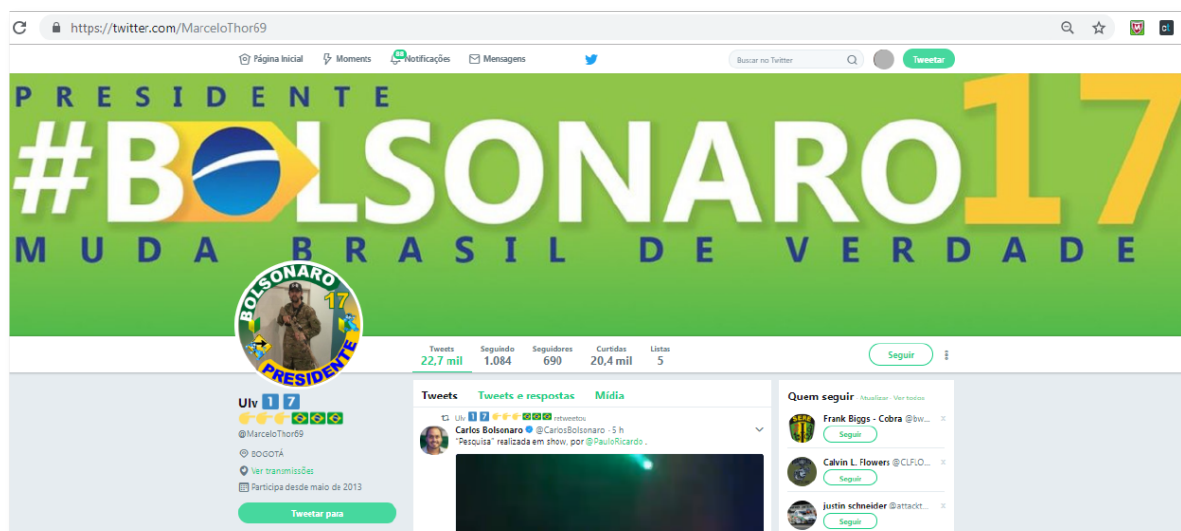 https://twitter.com/MarceloThor69
Página Inicial Moments 88 Notificações Mensagens Buscar no Twitter Tweetar
PRESIDENTE
#BOLSONARO17
MUDA BRASIL DE VERDADE
BOLSONARO
17
PRESIDENTE
Tweets Seguindo Seguidores Curtidas Listas
22,7 mil 1.084 690 20,4 mil 5
Seguir
Ulv 1 7
@MarceloThor69
BOGOTÁ
Ver transmissões
Participa desde maio de 2013
Tweetar para
Tweets Tweets e respostas Mídia
Ulv 1 7 retweetou
Carlos Bolsonaro @CarlosBolsonaro · 5 h
"Pesquisa" realizada em show, por @PauloRicardo .
Quem seguir · Atualizar · Ver todos
Frank Biggs - Cobra @bw... x
Seguir
Calvin L. Flowers @CLFLO... x
Seguir
justin schneider @attackt... x
Seguir